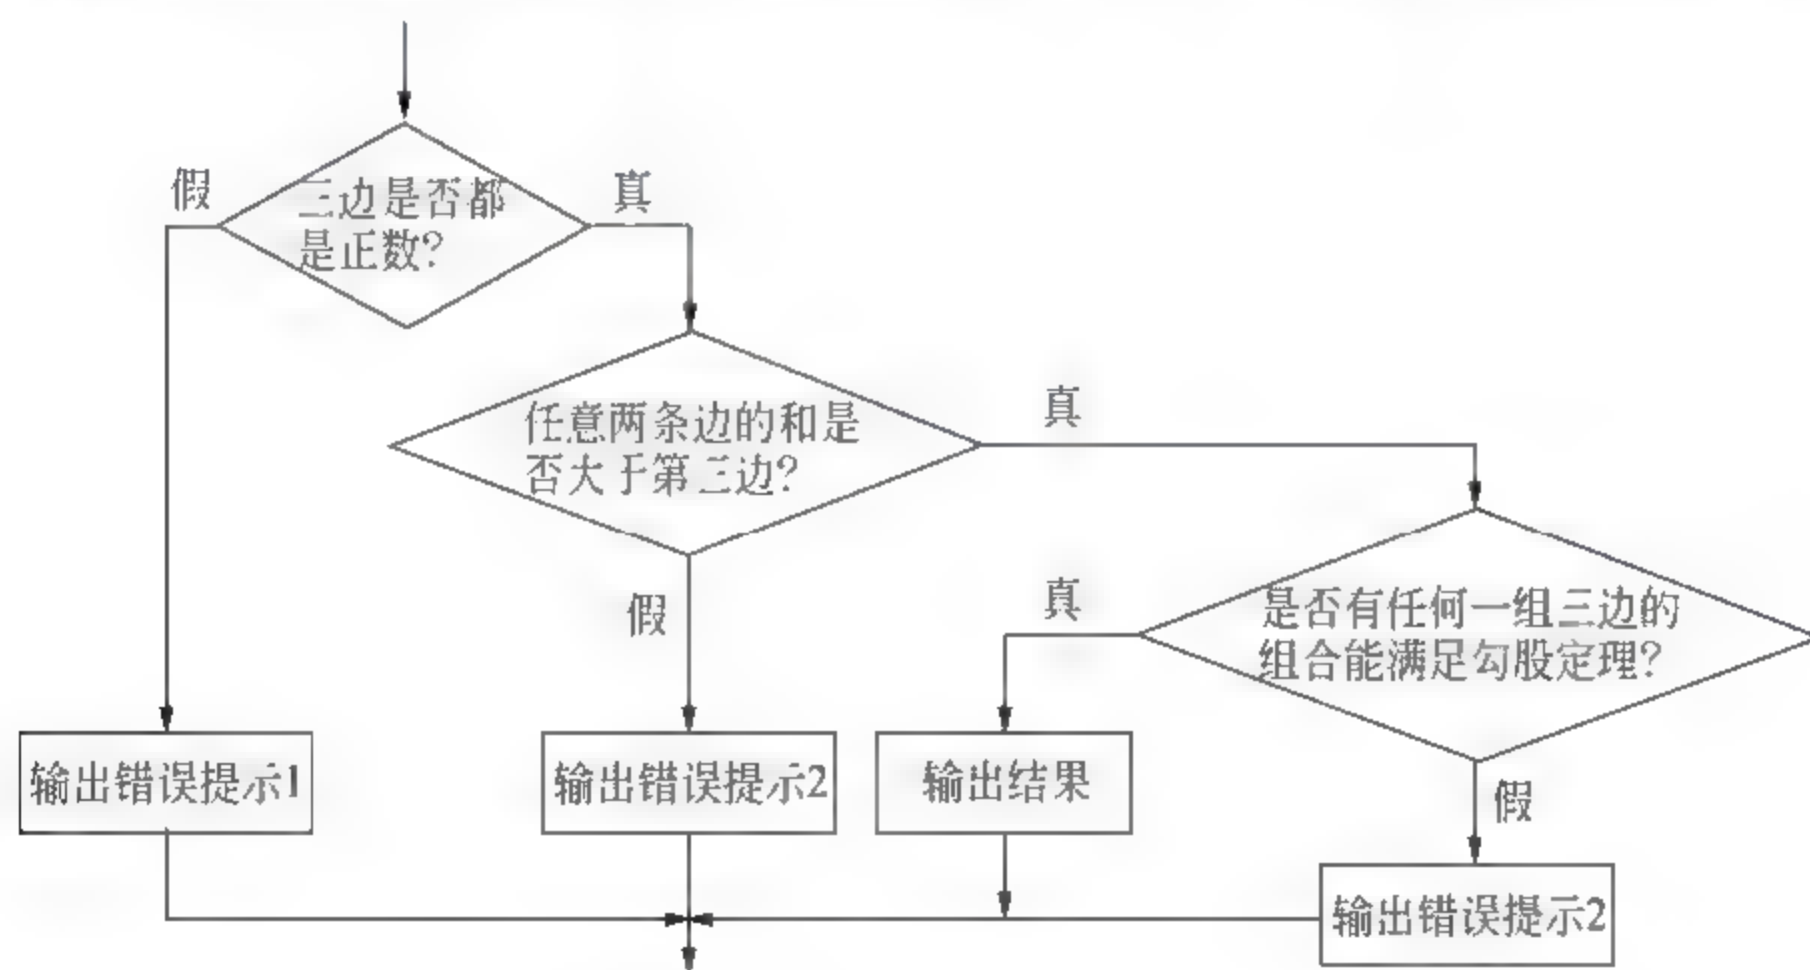 假
三边是否都
是正数?
真
任意两条边的和是
否大于第三边?
真
假
真
是否有任何一组三边的
组合能满足勾股定理?
输出错误提示1
输出错误提示2
输出结果
假
输出错误提示2